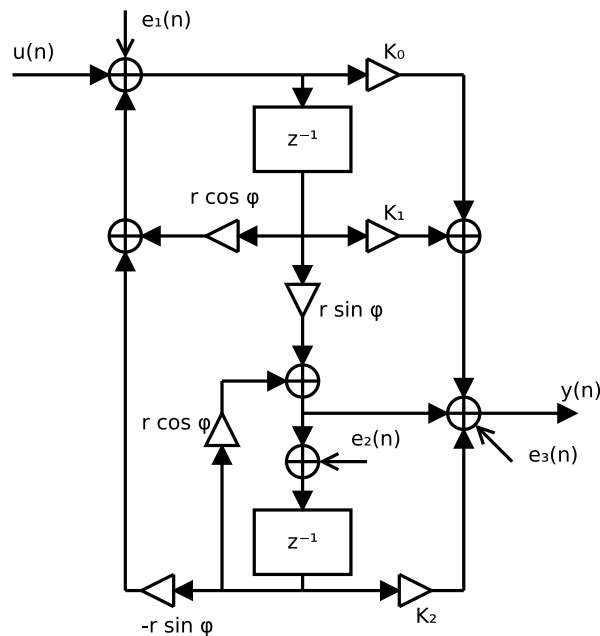 e₁(n)
u(n)
K₀
z⁻¹
r cos φ
K₁
r sin φ
y(n)
r cos φ
e₂(n)
e₃(n)
z⁻¹
K₂
-r sin φ